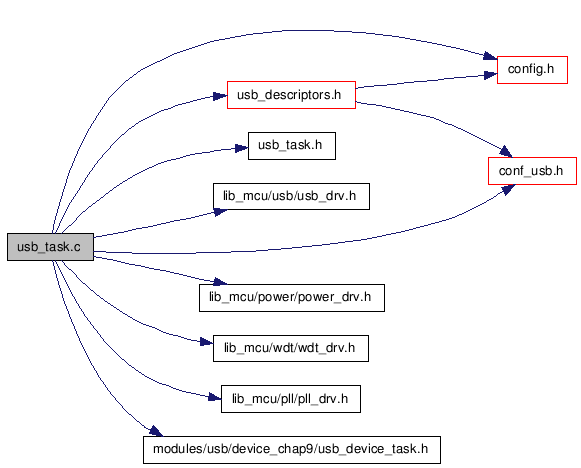 config.h
usb_descriptors.h
usb_task.h
conf_usb.h
lib_mcu/usb/usb_drv.h
usb_task.c
lib_mcu/power/power_drv.h
lib_mcu/wdt/wdt_drv.h
lib_mcu/pll/pll_drv.h
modules/usb/device_chap9/usb_device_task.h